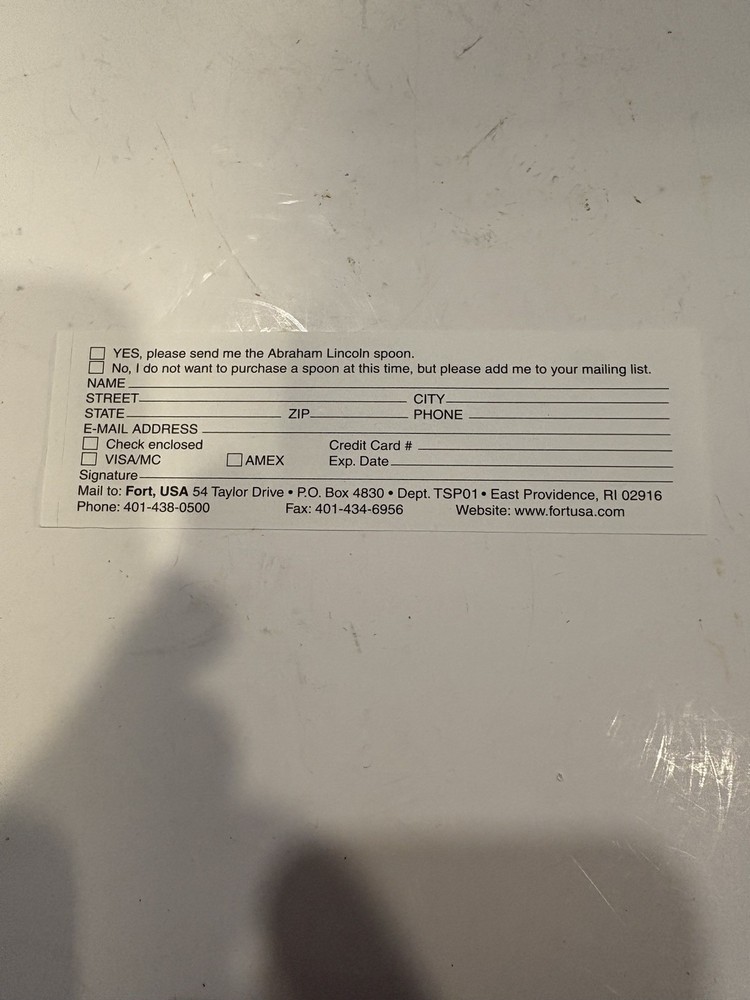 YES, please send me the Abraham Lincoln spoon.
No, I do not want to purchase a spoon at this time, but please add me to your mailing list.
NAME
STREET CITY
STATE ZIP PHONE
E-MAIL ADDRESS
Check enclosed Credit Card #
VISA/MC AMEX Exp. Date
Signature
Mail to: Fort, USA 54 Taylor Drive • P.O. Box 4830 • Dept. TSP01 • East Providence, RI 02916
Phone: 401-438-0500 Fax: 401-434-6956 Website: www.fortusa.com